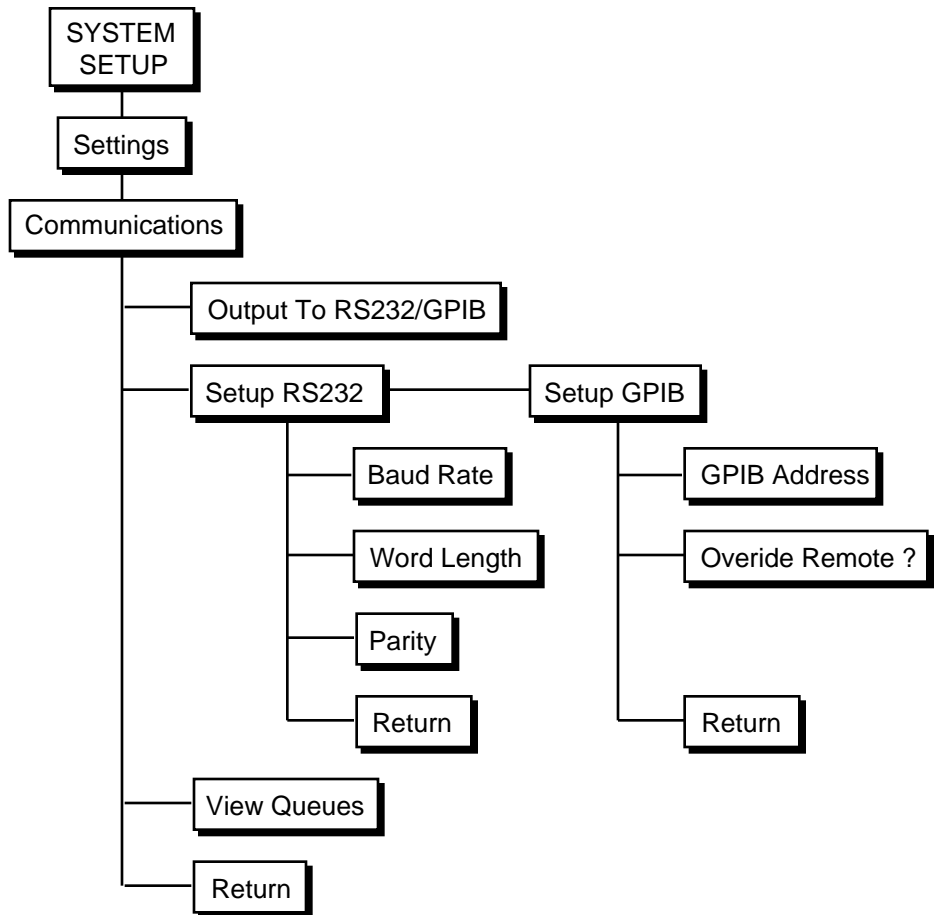 SYSTEM
SETUP
Settings
Communications
Output To RS232/GPIB
Setup RS232
Setup GPIB
Baud Rate
GPIB Address
Word Length
Overide Remote ?
Parity
Return
Return
View Queues
Return